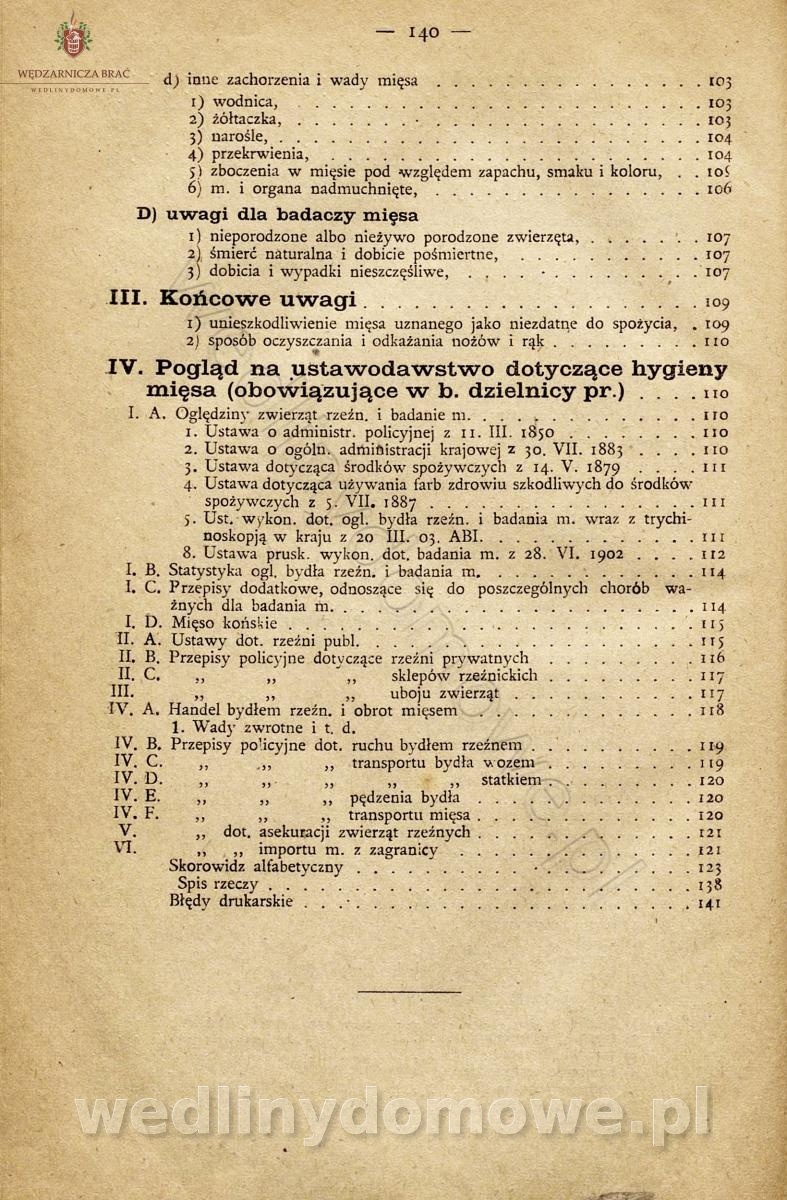 — 140 —
WĘDZARNICZA BRAĆ
WEDLINYDOMOWE.PL
d) inne zachorzenia i wady mięsa . . . . . . . . . . . . . . . . 103
1) wodnica, . . . . . . . . . . . . . . . . . . . . . . . . 103
2) żółtaczka, . . . . . . . . . . . . . . . . . . . . . . . . 103
3) narośle, . . . . . . . . . . . . . . . . . . . . . . . . . 104
4) przekrwienia, . . . . . . . . . . . . . . . . . . . . . . . 104
5) zboczenia w mięsie pod względem zapachu, smaku i koloru, . . 105
6) m. i organa nadmuchnięte, . . . . . . . . . . . . . . . . 106
D) uwagi dla badaczy mięsa
1) nieporodzone albo nieżywo porodzone zwierzęta, . . . . . . . 107
2) śmierć naturalna i dobicie pośmiertne, . . . . . . . . . . . 107
3) dobicia i wypadki nieszczęśliwe, . . . . . . . . . . . . . . 107
III. Końcowe uwagi . . . . . . . . . . . . . . . . . . . . 109
1) unieszkodliwienie mięsa uznanego jako niezdatne do spożycia, . 109
2) sposób oczyszczania i odkażania nożów i rąk . . . . . . . . . 110
IV. Pogląd na ustawodawstwo dotyczące hygieny
mięsa (obowiązujące w b. dzielnicy pr.) . . . . 110
I. A. Oględziny zwierząt rzeźn. i badanie m. . . . . . . . . . . . . . 110
1. Ustawa o administr. policyjnej z 11. III. 1850 . . . . . . . . 110
2. Ustawa o ogóln. administracji krajowej z 30. VII. 1883 . . . . 110
3. Ustawa dotycząca środków spożywczych z 14. V. 1879 . . . . 111
4. Ustawa dotycząca używania farb zdrowiu szkodliwych do środków
spożywczych z 5. VII. 1887 . . . . . . . . . . . . . . . . 111
5. Ust. wykon. dot. ogl. bydła rzeźn. i badania m. wraz z trychi-
noskopją w kraju z 20 III. 03. ABI. . . . . . . . . . . . . 111
8. Ustawa prusk. wykon. dot. badania m. z 28. VI. 1902 . . . . 112
I. B. Statystyka ogl. bydła rzeźn. i badania m. . . . . . . . . . . . . 114
I. C. Przepisy dodatkowe, odnoszące się do poszczególnych chorób wa-
żnych dla badania m. . . . . . . . . . . . . . . . . . . . . . 114
I. D. Mięso końskie . . . . . . . . . . . . . . . . . . . . . . . . 115
II. A. Ustawy dot. rzeźni publ. . . . . . . . . . . . . . . . . . . . 115
II. B. Przepisy policyjne dotyczące rzeźni prywatnych . . . . . . . . . 116
II. C. „ „ „ sklepów rzeźnickich . . . . . . . . 117
III. „ „ „ uboju zwierząt . . . . . . . . . . 117
IV. A. Handel bydłem rzeźn. i obrot mięsem . . . . . . . . . . . . . 118
1. Wady zwrotne i t. d.
IV. B. Przepisy policyjne dot. ruchu bydłem rzeźnem . . . . . . . . . . 119
IV. C. „ „ „ transportu bydła wozem . . . . . . . . . 119
IV. D. „ „ „ „ „ statkiem . . . . . . . . 120
IV. E. „ „ „ pędzenia bydła . . . . . . . . . . . . . 120
IV. F. „ „ „ transportu mięsa . . . . . . . . . . . . . 120
V. „ dot. asekuracji zwierząt rzeźnych . . . . . . . . . . . . . 121
VI. „ „ importu m. z zagranicy . . . . . . . . . . . . . . 121
Skorowidz alfabetyczny . . . . . . . . . . . . . . . . . . . . . 123
Spis rzeczy . . . . . . . . . . . . . . . . . . . . . . . . . . 138
Błędy drukarskie . . . . . . . . . . . . . . . . . . . . . . . . 141
wedlinydomowe.pl